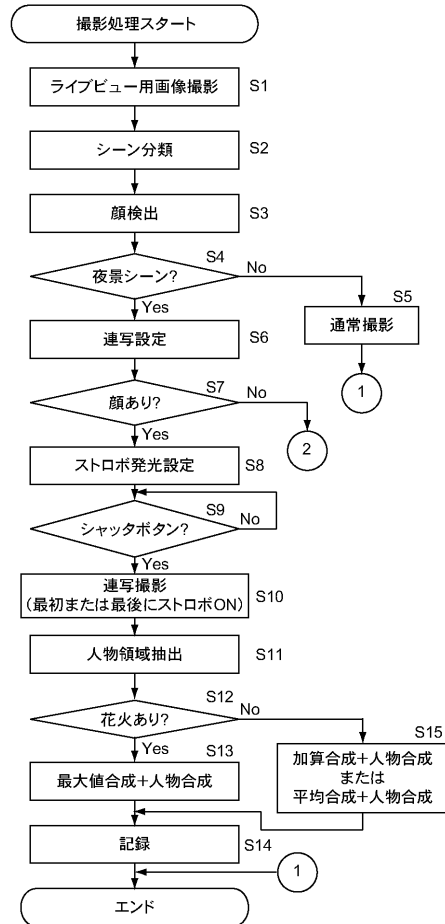 撮影処理スタート
ライブビュー用画像撮影 S1
シーン分類 S2
顔検出 S3
夜景シーン? S4
No
Yes
通常撮影 S5
1
連写設定 S6
顔あり? S7
No
Yes
2
ストロボ発光設定 S8
シャッタボタン? S9
No
Yes
連写撮影
(最初または最後にストロボON) S10
人物領域抽出 S11
花火あり? S12
No
Yes
最大値合成+人物合成 S13
加算合成+人物合成 S15
または
平均合成+人物合成
記録 S14
1
エンド